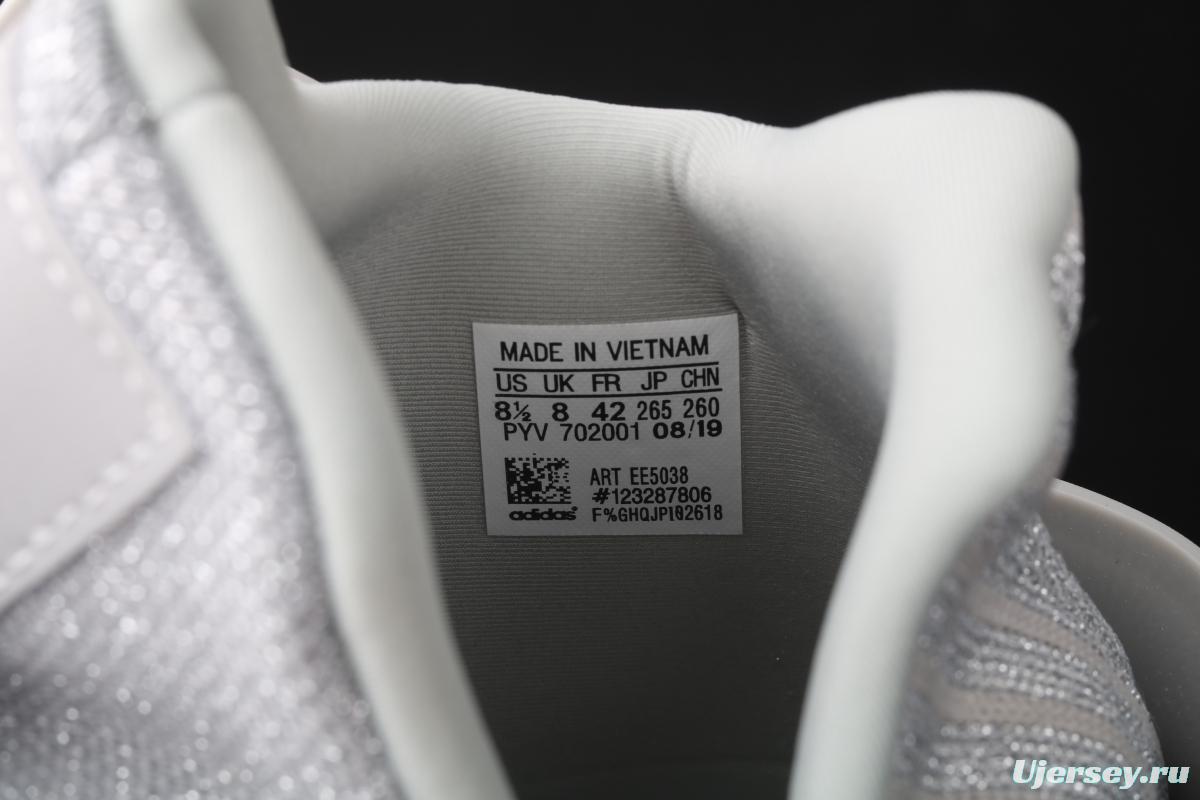 MADE IN VIETNAM
US UK FR JP CHN
8½ 8 42 265 260
PYV 702001 08/19
ART EE5038
#123287806
adidas
F%GHQJPl02618
Ujersey.ru